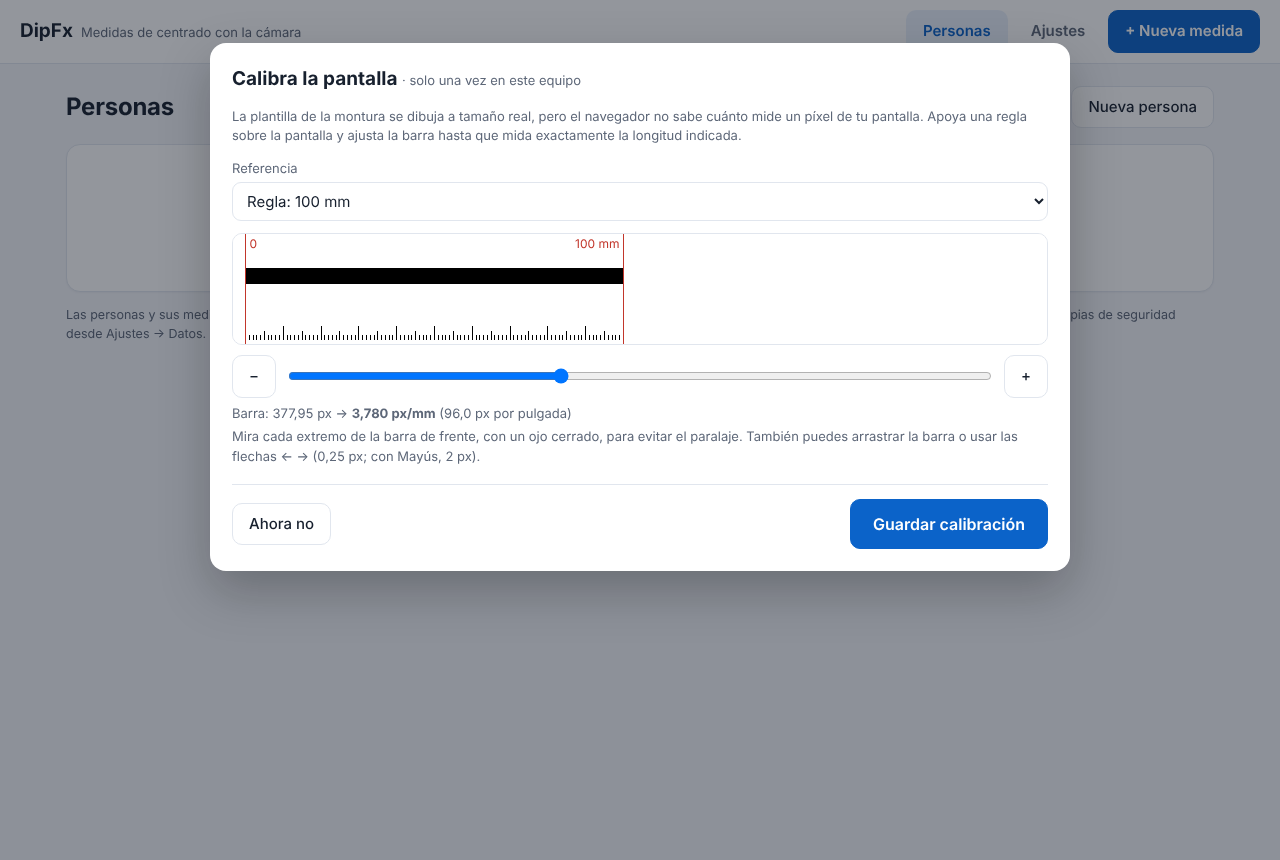 DipFx Medidas de centrado con la cámara Personas Ajustes + Nueva medida
Calibra la pantalla · solo una vez en este equipo
Personas
Nueva persona
La plantilla de la montura se dibuja a tamaño real, pero el navegador no sabe cuánto mide un píxel de tu pantalla. Apoya una regla
sobre la pantalla y ajusta la barra hasta que mida exactamente la longitud indicada.
Referencia
Regla: 100 mm
0 100 mm
Las personas y sus med
pias de seguridad
desde Ajustes → Datos.
− +
Barra: 377,95 px → 3,780 px/mm (96,0 px por pulgada)
Mira cada extremo de la barra de frente, con un ojo cerrado, para evitar el paralaje. También puedes arrastrar la barra o usar las
flechas ← → (0,25 px; con Mayús, 2 px).
Ahora no
Guardar calibración